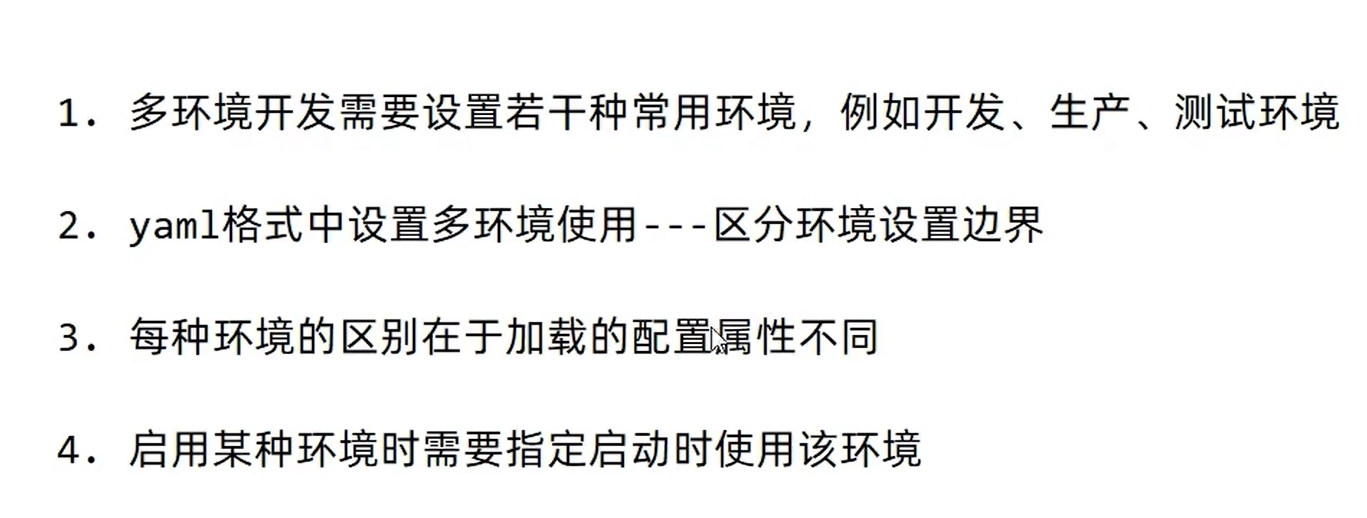 1. 多环境开发需要设置若干种常用环境，例如开发、生产、测试环境
2. yaml格式中设置多环境使用---区分环境设置边界
3. 每种环境的区别在于加载的配置属性不同
4. 启用某种环境时需要指定启动时使用该环境